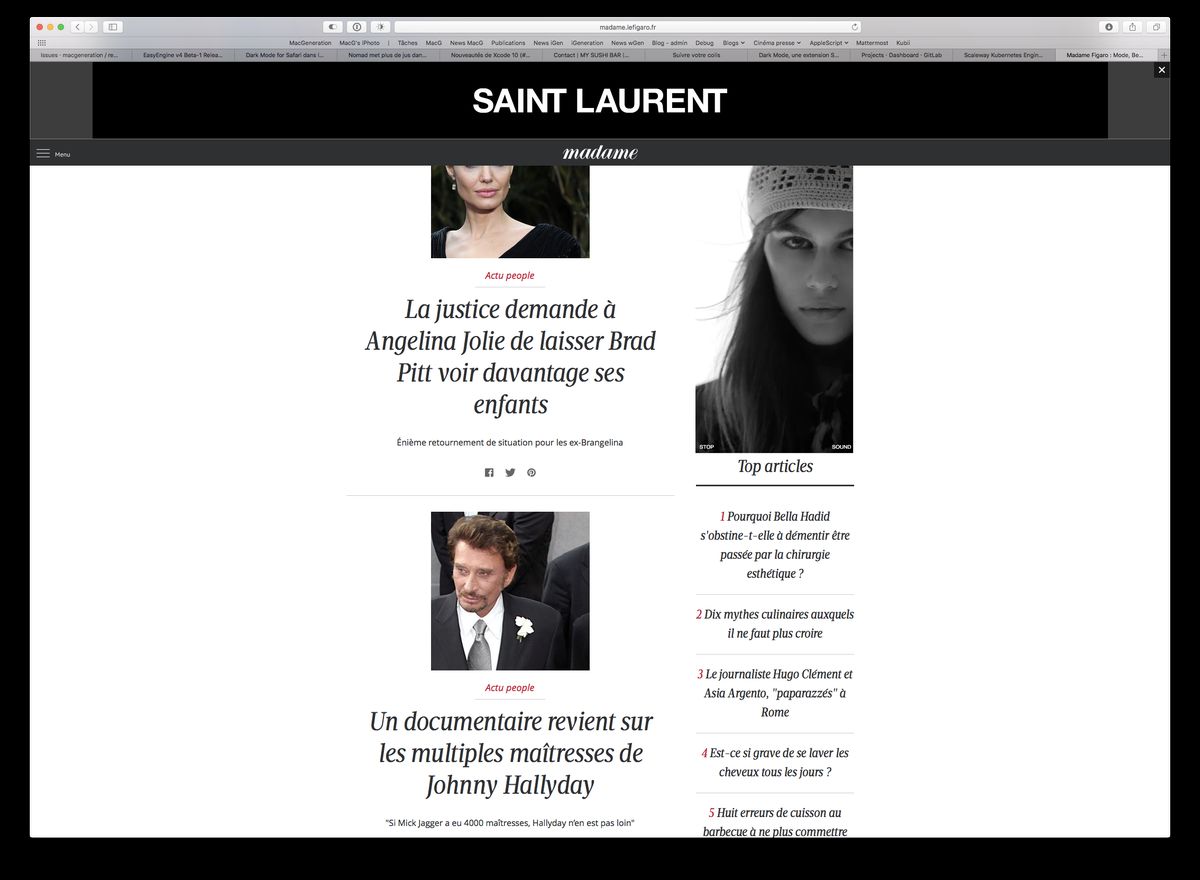 madame.lefigaro.fr
MacGeneration MacG's iPhoto | Tâches MacG News MacG Publications News iGen iGeneration News wGen Blog - admin Debug Blogs Cinéma presse AppleScript Mattermost Kubii
Issues · macgeneration / re... EasyEngine v4 Beta-1 Relea... Dark Mode for Safari dans l... Nomad met plus de jus dan... Nouveautés de Xcode 10 (#... Contact | MY SUSHI BAR (... Suivre votre colis Dark Mode, une extension S... Projects · Dashboard · GitLab Scaleway Kubernetes Engin... Madame Figaro : Mode, Be...
SAINT LAURENT
Menu madame
Actu people
La justice demande à
Angelina Jolie de laisser Brad
Pitt voir davantage ses
enfants
Énième retournement de situation pour les ex-Brangelina
Actu people
Un documentaire revient sur
les multiples maîtresses de
Johnny Hallyday
"Si Mick Jagger a eu 4000 maîtresses, Hallyday n'en est pas loin"
STOP SOUND
Top articles
1 Pourquoi Bella Hadid
s'obstine-t-elle à démentir être
passée par la chirurgie
esthétique ?
2 Dix mythes culinaires auxquels
il ne faut plus croire
3 Le journaliste Hugo Clément et
Asia Argento, "paparazzés" à
Rome
4 Est-ce si grave de se laver les
cheveux tous les jours ?
5 Huit erreurs de cuisson au
barbecue à ne plus commettre